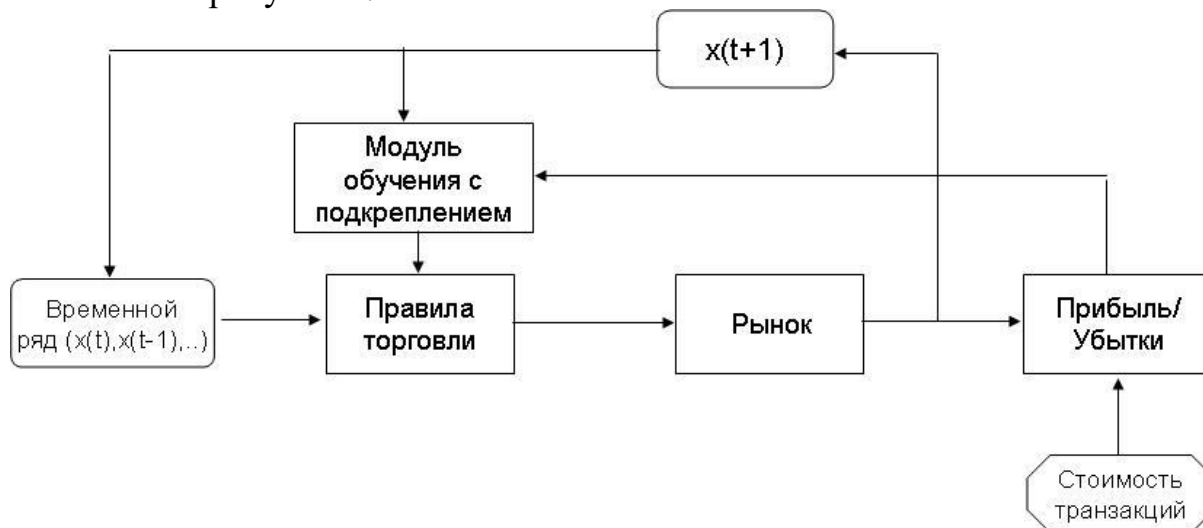 x(t+1)
Модуль
обучения с
подкреплением
Временной
ряд (x(t),x(t-1),..)
Правила
торговли
Рынок
Прибыль/
Убытки
Стоимость
транзакций